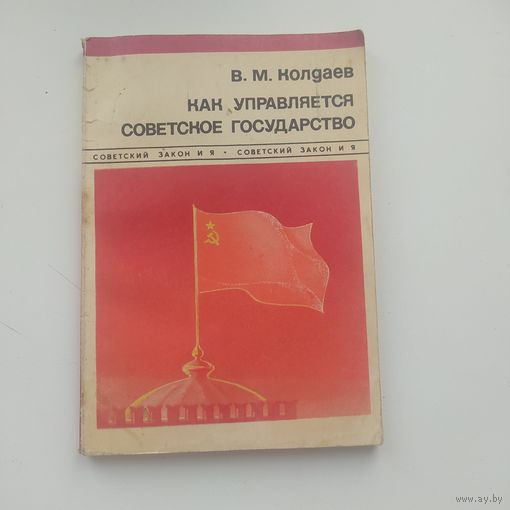 В. М. Колдаев
КАК УПРАВЛЯЕТСЯ
СОВЕТСКОЕ ГОСУДАРСТВО
СОВЕТСКИЙ ЗАКОН И Я • СОВЕТСКИЙ ЗАКОН И Я
www.ay.by